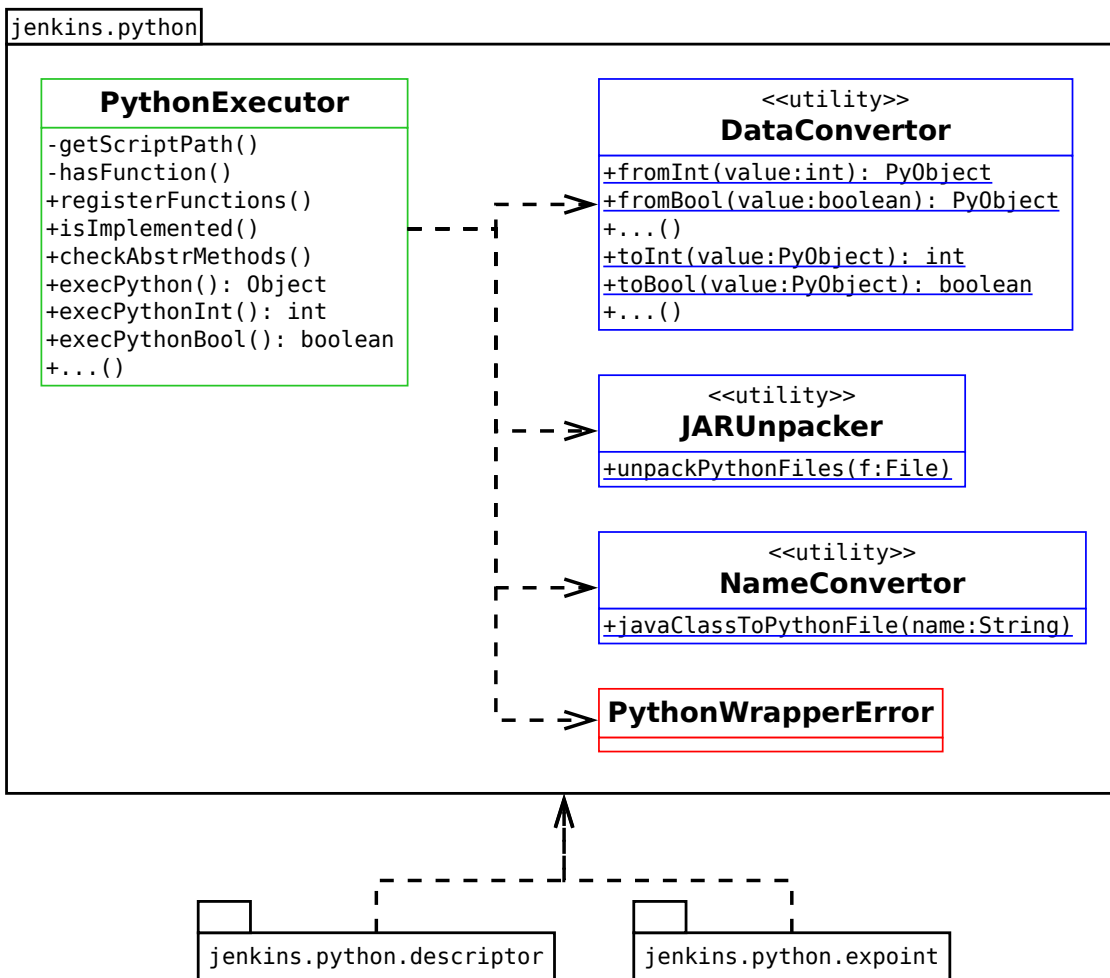 jenkins.python
PythonExecutor
-getScriptPath()
-hasFunction()
+registerFunctions()
+isImplemented()
+checkAbstrMethods()
+execPython(): Object
+execPythonInt(): int
+execPythonBool(): boolean
+...()
<<utility>>
DataConvertor
+fromInt(value:int): PyObject
+fromBool(value:boolean): PyObject
+...()
+toInt(value:PyObject): int
+toBool(value:PyObject): boolean
+...()
<<utility>>
JARUnpacker
+unpackPythonFiles(f:File)
<<utility>>
NameConvertor
+javaClassToPythonFile(name:String)
PythonWrapperError
jenkins.python.descriptor
jenkins.python.expoint